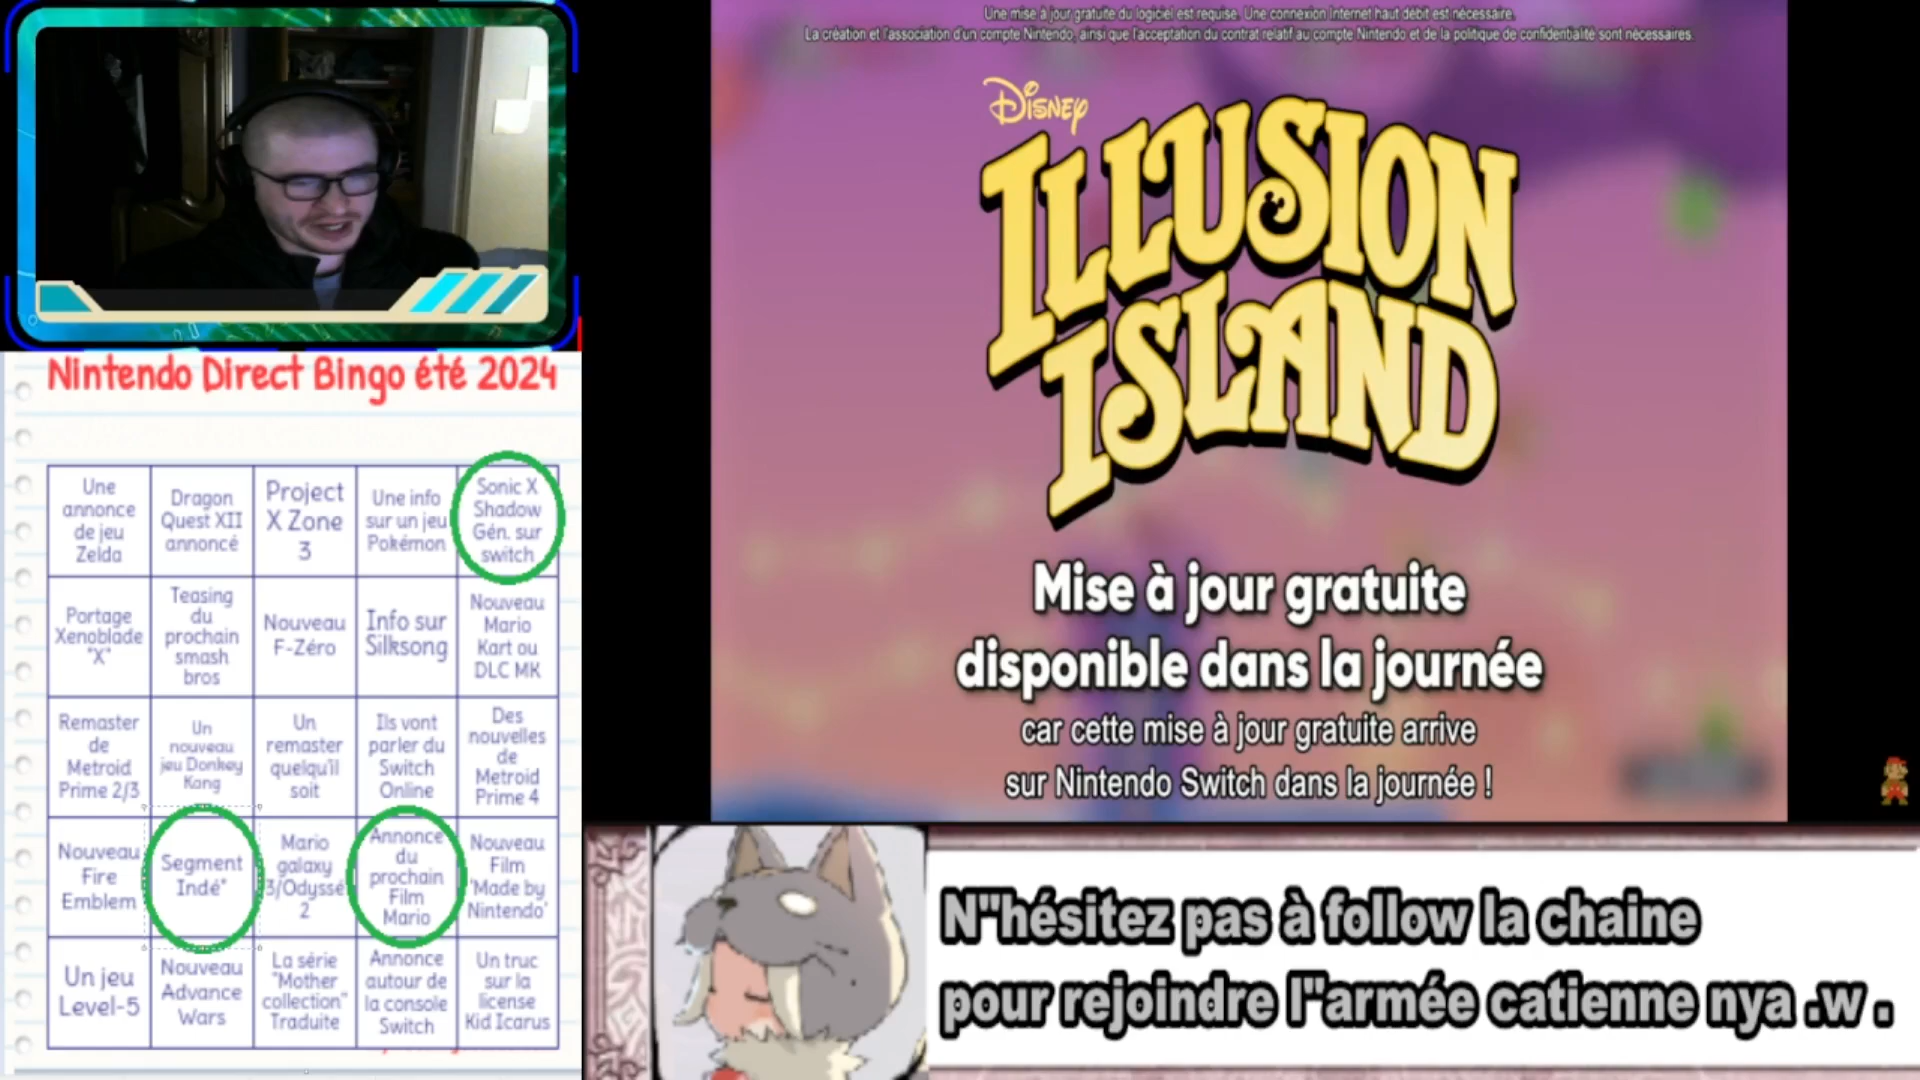 Une mise à jour gratuite du logiciel est requise. Une connexion Internet haut débit est nécessaire.
La création et l'association d'un compte Nintendo, ainsi que l'acceptation du contrat relatif au compte Nintendo et de la politique de confidentialité sont nécessaires.
DISNEY
ILLUSION
ISLAND
Mise à jour gratuite
disponible dans la journée
car cette mise à jour gratuite arrive
sur Nintendo Switch dans la journée !
Nintendo Direct Bingo été 2024
Une
annonce
de jeu
Zelda
Dragon
Quest XII
annoncé
Project
X Zone
3
Une info
sur un jeu
Pokémon
Sonic X
Shadow
Gén. sur
switch
Portage
Xenoblade
"X"
Teasing
du
prochain
smash
bros
Nouveau
F-Zéro
Info sur
Silksong
Nouveau
Mario
Kart ou
DLC MK
Remaster
de
Metroid
Prime 2/3
Un
nouveau
jeu Donkey
Kong
Un
remaster
quelqu'il
soit
Ils vont
parler du
Switch
Online
Des
nouvelles
de
Metroid
Prime 4
Nouveau
Fire
Emblem
Segment
Indé"
Mario
galaxy
3/Odyssé
2
Annonce
du
prochain
Film
Mario
Nouveau
Film
"Made by
Nintendo"
Un jeu
Level-5
Nouveau
Advance
Wars
La série
"Mother
collection"
Traduite
Annonce
autour de
la console
Switch
Un truc
sur la
license
Kid Icarus
N"hésitez pas à follow la chaine
pour rejoindre l"armée catienne nya .w .